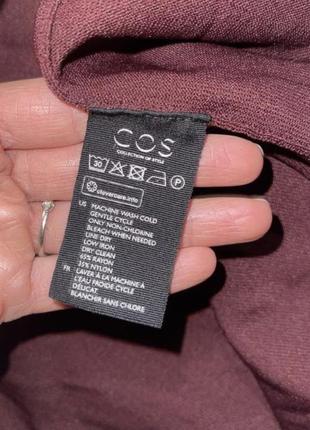 COS
COLLECTION OF STYLE
30
P
clevercare.info
US MACHINE WASH COLD
GENTLE CYCLE
ONLY NON-CHLORINE
BLEACH WHEN NEEDED
LINE DRY
LOW IRON
DRY CLEAN
65% RAYON
35% NYLON
FR LAVER À LA MACHINE À
L'EAU FROIDE CYCLE
DÉLICAT
BLANCHIR SANS CHLORE